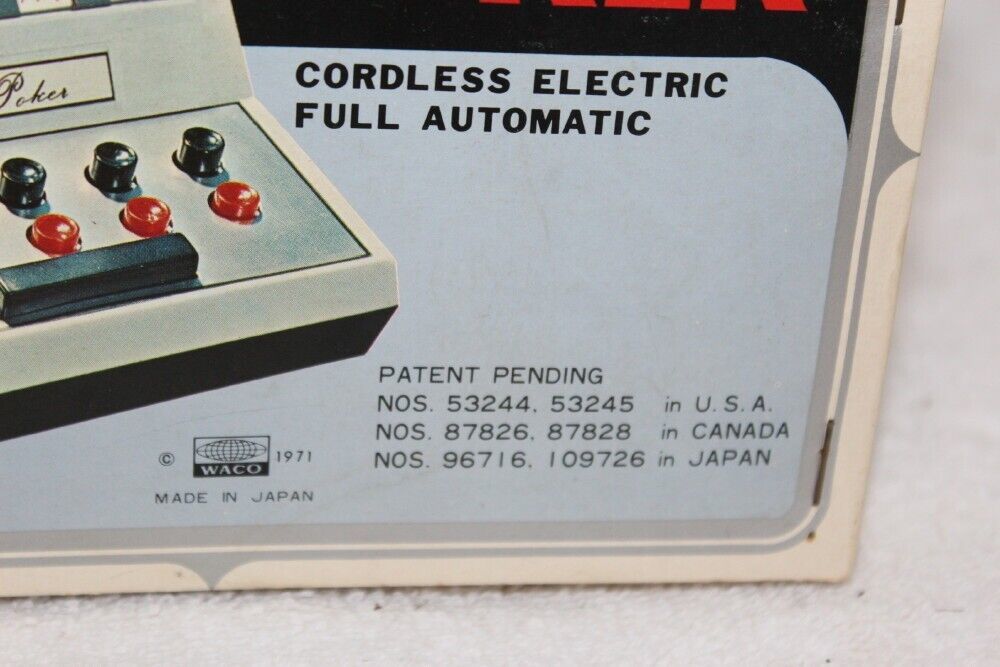 Poker
CORDLESS ELECTRIC
FULL AUTOMATIC
PATENT PENDING
NOS. 53244, 53245 in U.S.A.
NOS. 87826, 87828 in CANADA
NOS. 96716, 109726 in JAPAN
© WACO 1971
MADE IN JAPAN